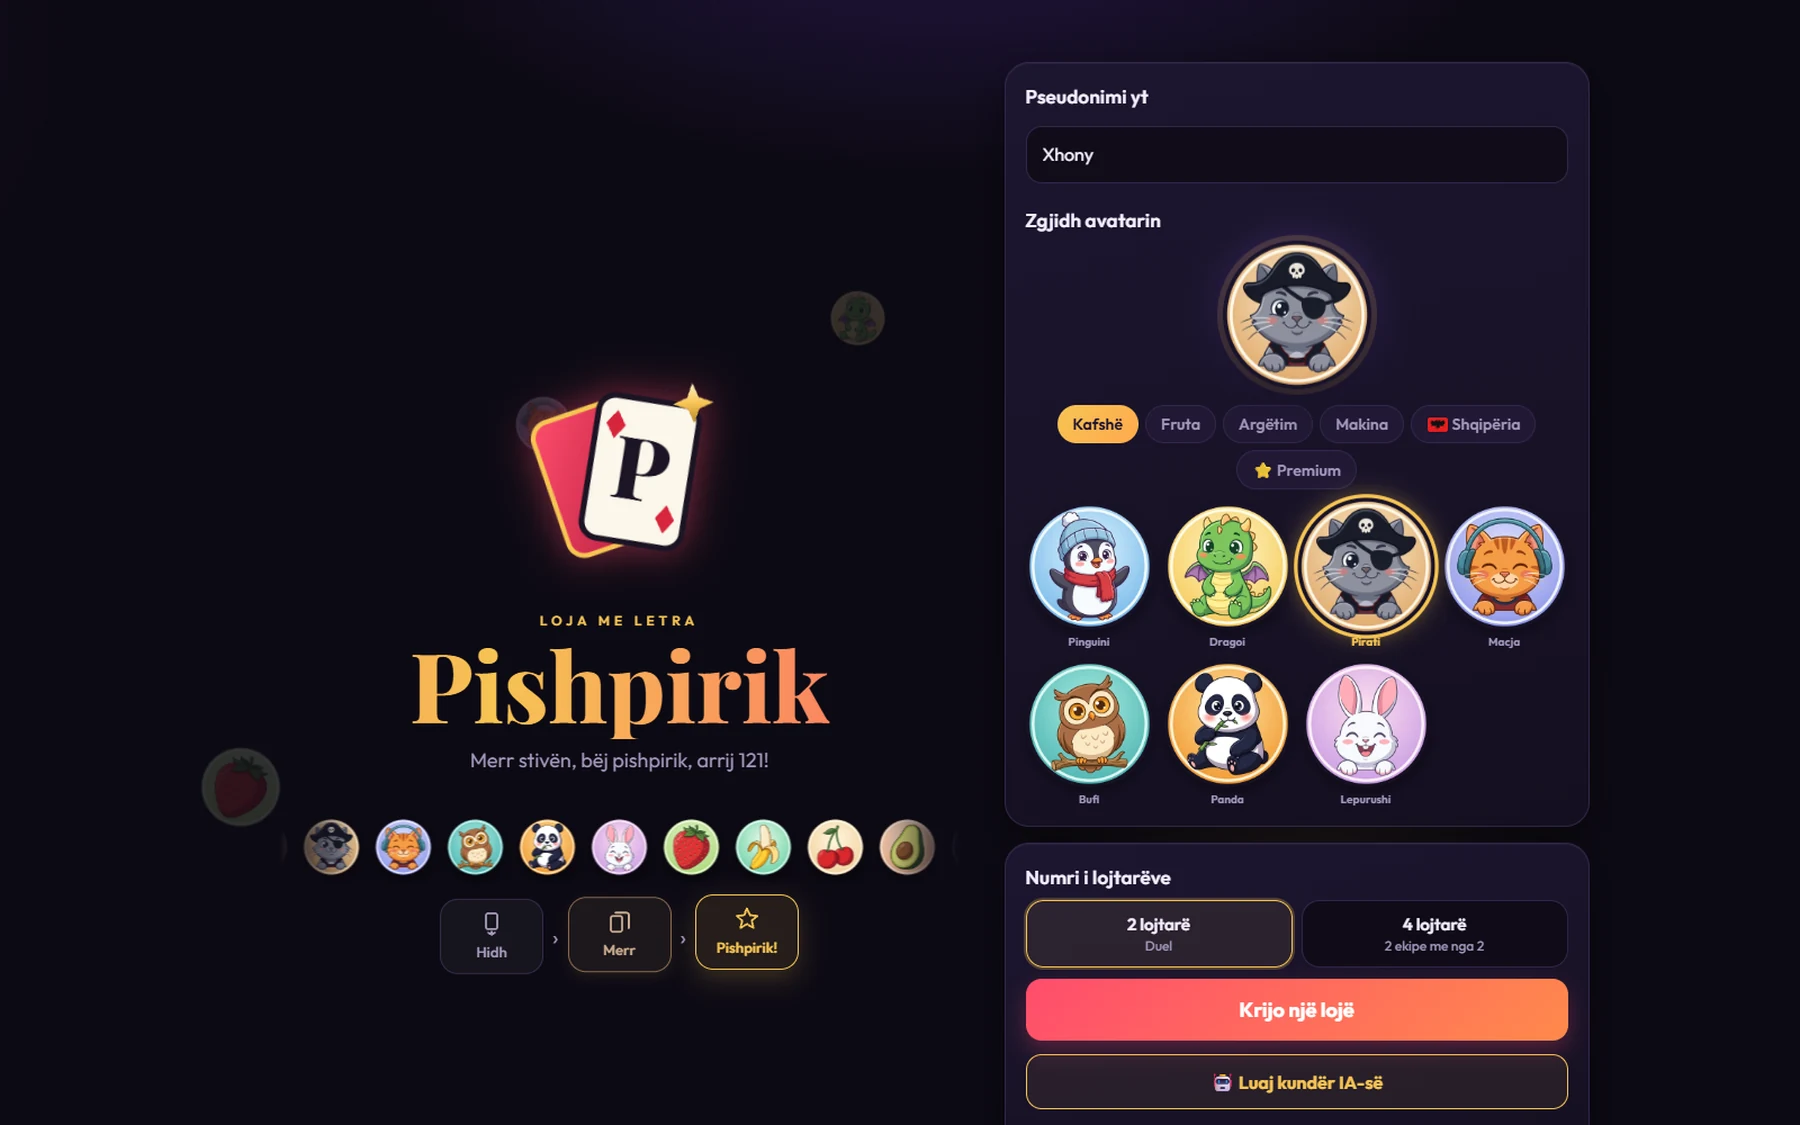 P
LOJA ME LETRA
Pishpirik
Merr stivën, bëj pishpirik, arrij 121!
Hidh
Merr
Pishpirik!
Pseudonimi yt
Xhony
Zgjidh avatarin
Kafshë
Fruta
Argëtim
Makina
Shqipëria
Premium
Pinguini
Dragoi
Pirati
Macja
Bufi
Panda
Lepurushi
Numri i lojtarëve
2 lojtarë
Duel
4 lojtarë
2 ekipe me nga 2
Krijo një lojë
Luaj kundër IA-së